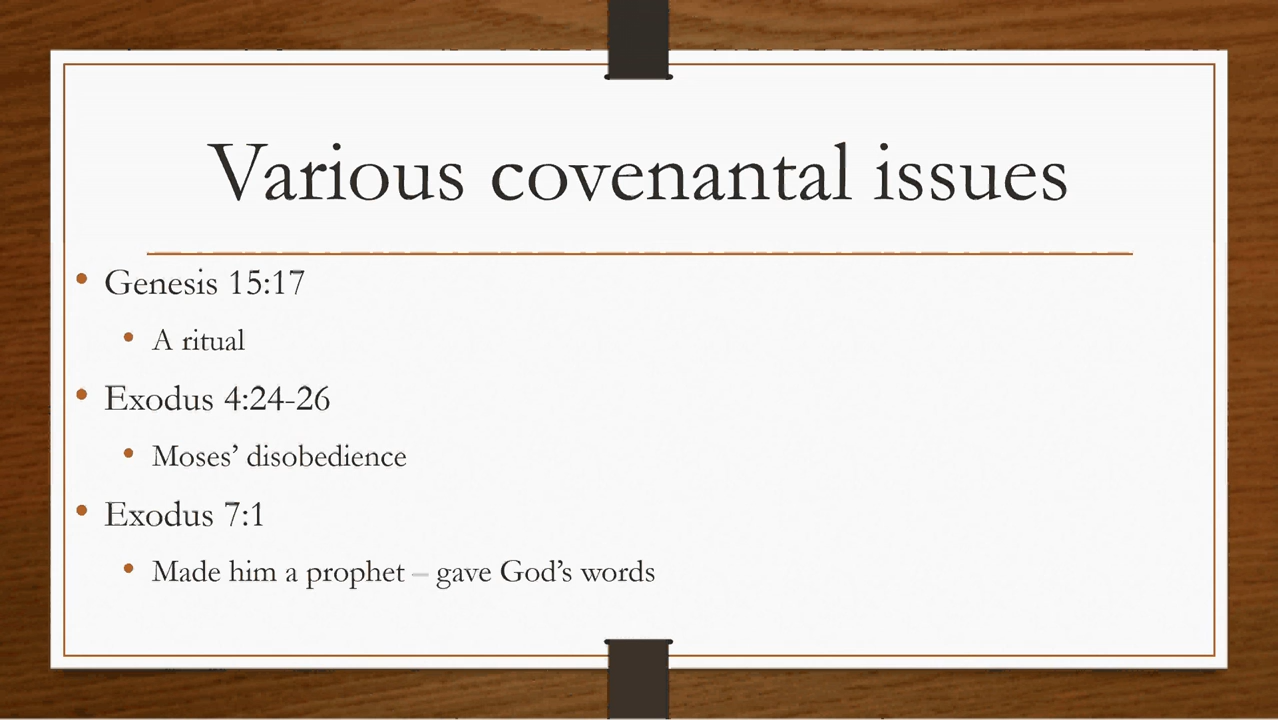 Various covenantal issues
• Genesis 15:17
• A ritual
• Exodus 4:24-26
• Moses’ disobedience
• Exodus 7:1
• Made him a prophet – gave God’s words